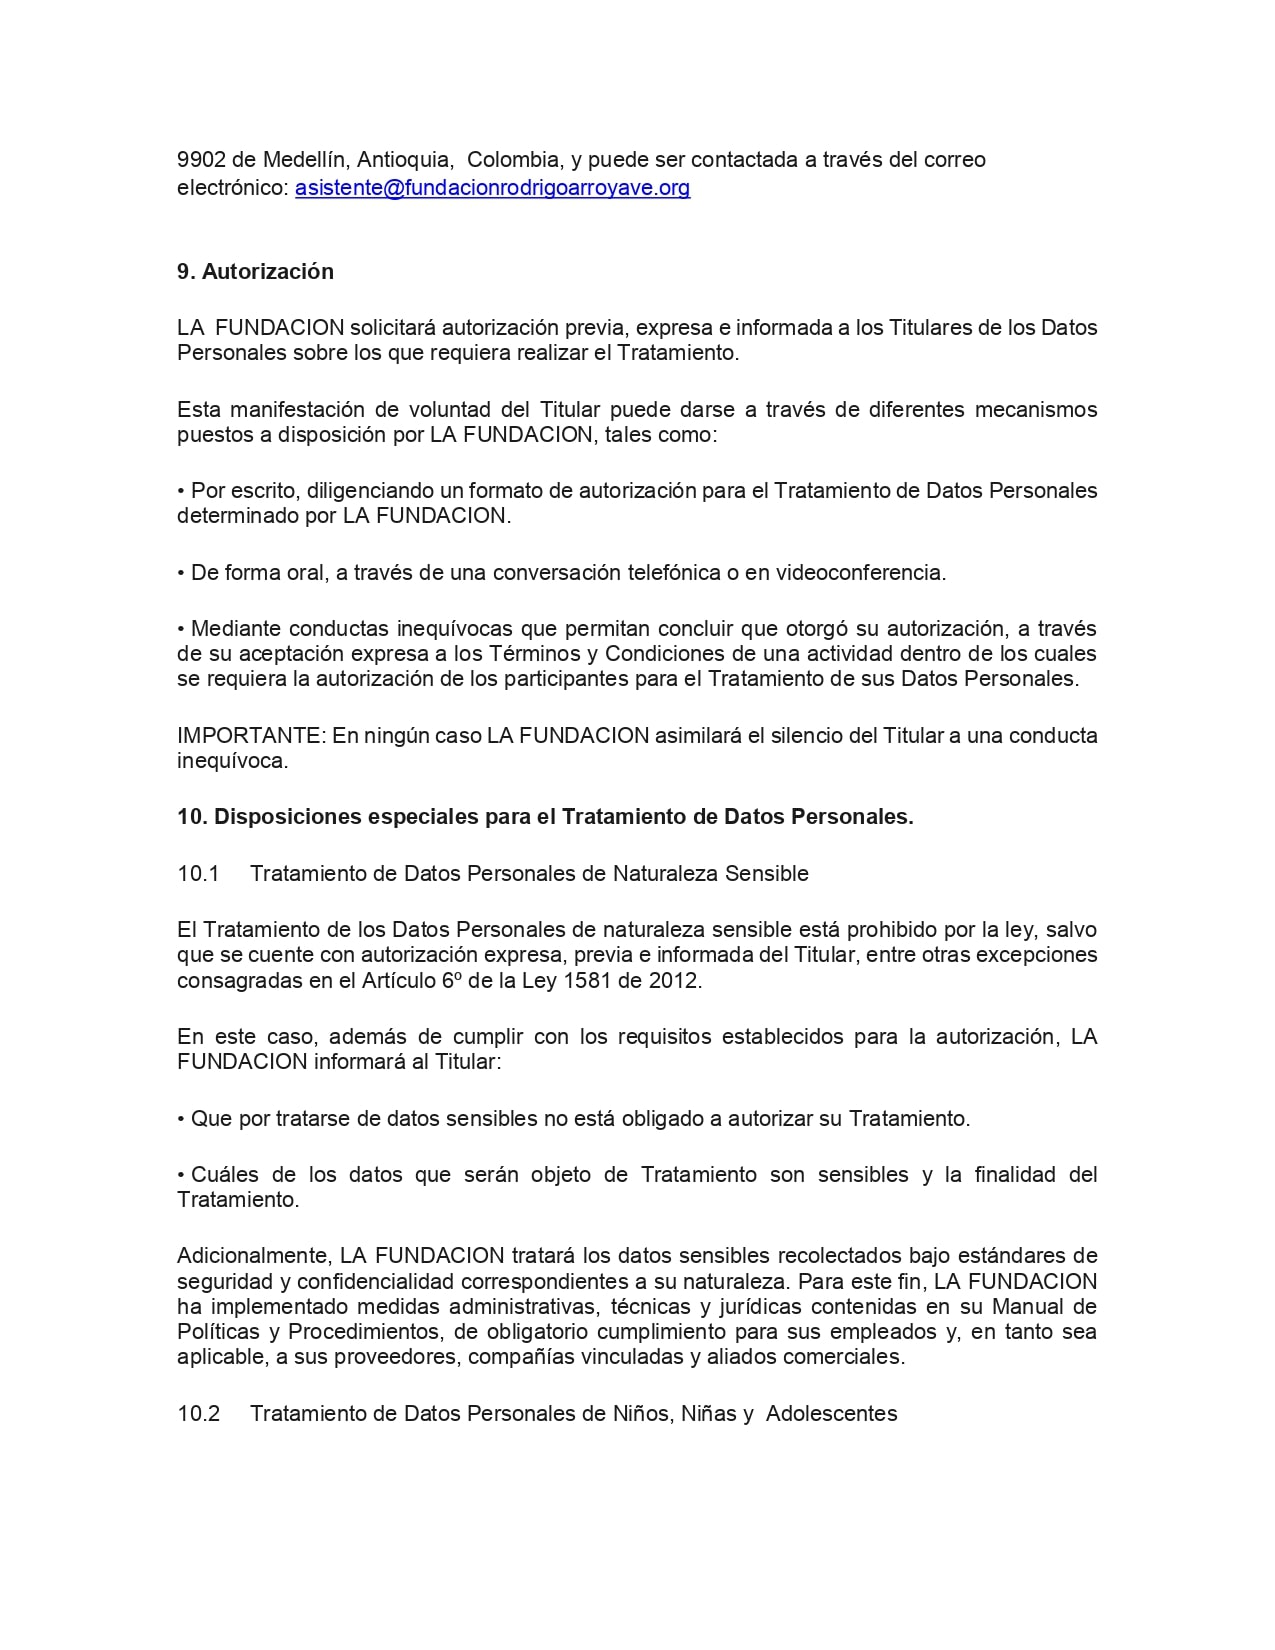 9902 de Medellín, Antioquia,  Colombia, y puede ser contactada a través del correo
electrónico: asistente@fundacionrodrigoarroyave.org
9. Autorización
LA  FUNDACION solicitará autorización previa, expresa e informada a los Titulares de los Datos
Personales sobre los que requiera realizar el Tratamiento.
Esta manifestación de voluntad del Titular puede darse a través de diferentes mecanismos
puestos a disposición por LA FUNDACION, tales como:
• Por escrito, diligenciando un formato de autorización para el Tratamiento de Datos Personales
determinado por LA FUNDACION.
• De forma oral, a través de una conversación telefónica o en videoconferencia.
• Mediante conductas inequívocas que permitan concluir que otorgó su autorización, a través
de su aceptación expresa a los Términos y Condiciones de una actividad dentro de los cuales
se requiera la autorización de los participantes para el Tratamiento de sus Datos Personales.
IMPORTANTE: En ningún caso LA FUNDACION asimilará el silencio del Titular a una conducta
inequívoca.
10. Disposiciones especiales para el Tratamiento de Datos Personales.
10.1 Tratamiento de Datos Personales de Naturaleza Sensible
El Tratamiento de los Datos Personales de naturaleza sensible está prohibido por la ley, salvo
que se cuente con autorización expresa, previa e informada del Titular, entre otras excepciones
consagradas en el Artículo 6º de la Ley 1581 de 2012.
En este caso, además de cumplir con los requisitos establecidos para la autorización, LA
FUNDACION informará al Titular:
• Que por tratarse de datos sensibles no está obligado a autorizar su Tratamiento.
• Cuáles de los datos que serán objeto de Tratamiento son sensibles y la finalidad del
Tratamiento.
Adicionalmente, LA FUNDACION tratará los datos sensibles recolectados bajo estándares de
seguridad y confidencialidad correspondientes a su naturaleza. Para este fin, LA FUNDACION
ha implementado medidas administrativas, técnicas y jurídicas contenidas en su Manual de
Políticas y Procedimientos, de obligatorio cumplimiento para sus empleados y, en tanto sea
aplicable, a sus proveedores, compañías vinculadas y aliados comerciales.
10.2 Tratamiento de Datos Personales de Niños, Niñas y  Adolescentes